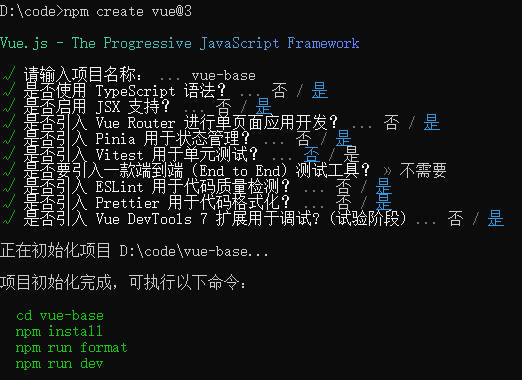 D:\code>npm create vue@3
Vue.js - The Progressive JavaScript Framework
√ 请输入项目名称： ... vue-base
√ 是否使用 TypeScript 语法？ ... 否 / 是
√ 是否启用 JSX 支持？ ... 否 / 是
√ 是否引入 Vue Router 进行单页面应用开发？ ... 否 / 是
√ 是否引入 Pinia 用于状态管理？ ... 否 / 是
√ 是否引入 Vitest 用于单元测试？ ... 否 / 是
√ 是否要引入一款端到端（End to End）测试工具？ » 不需要
√ 是否引入 ESLint 用于代码质量检测？ ... 否 / 是
√ 是否引入 Prettier 用于代码格式化？ ... 否 / 是
√ 是否引入 Vue DevTools 7 扩展用于调试？（试验阶段） ... 否 / 是
正在初始化项目 D:\code\vue-base...
项目初始化完成，可执行以下命令：
cd vue-base
npm install
npm run format
npm run dev